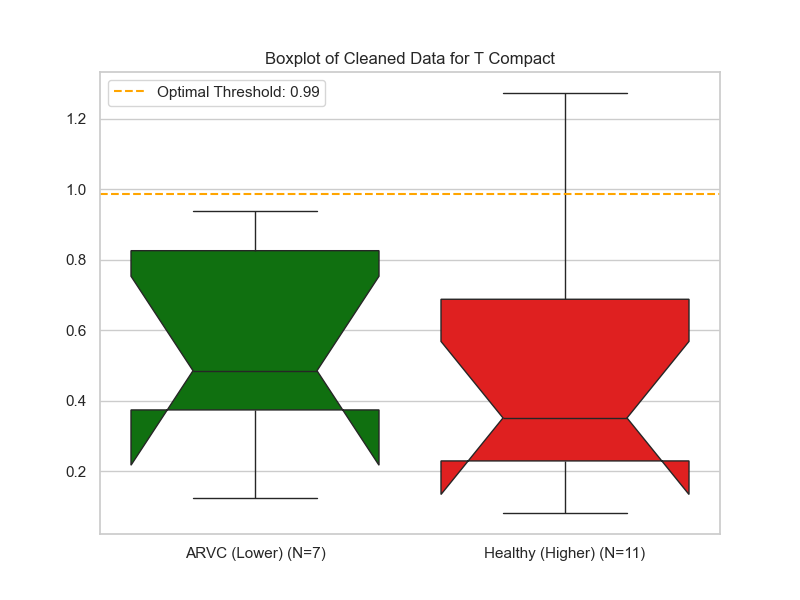 Boxplot of Cleaned Data for T Compact
Optimal Threshold: 0.99
1.2
1.0
0.8
0.6
0.4
0.2
ARVC (Lower) (N=7)
Healthy (Higher) (N=11)